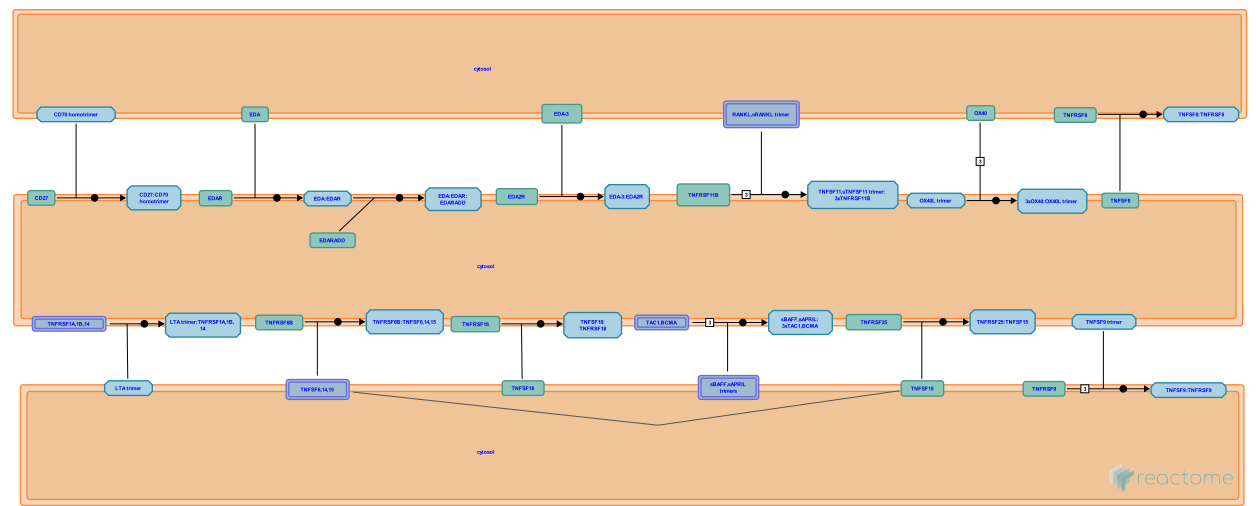 cytosol
CD70 homotrimer
EDA
EDA-3
RANKL,sRANKL trimer
OX40
TNFRSF8
TNFSF8:TNFRSF8
3
CD27
CD27:CD70
homotrimer
EDAR
EDA:EDAR
EDA:EDAR:
EDARADD
EDA2R
EDA-3:EDA2R
TNFRSF11B
3
TNFSF11,sTNFSF11 trimer:
3xTNFRSF11B
OX40L trimer
3xOX40:OX40L trimer
TNFSF8
EDARADD
cytosol
TNFRSF1A,1B,14
LTA trimer:TNFRSF1A,1B,
14
TNFRSF6B
TNFRSF6B:TNFSF6,14,15
TNFRSF18
TNFSF18:
TNFRSF18
TAC1,BCMA
3
sBAFF,sAPRIL:
3xTAC1,BCMA
TNFRSF25
TNFRSF25:TNFSF15
TNFSF9 trimer
LTA trimer
TNFSF6,14,15
TNFSF18
sBAFF,sAPRIL
trimers
TNFSF15
TNFRSF9
3
TNFSF9:TNFRSF9
cytosol
reactome